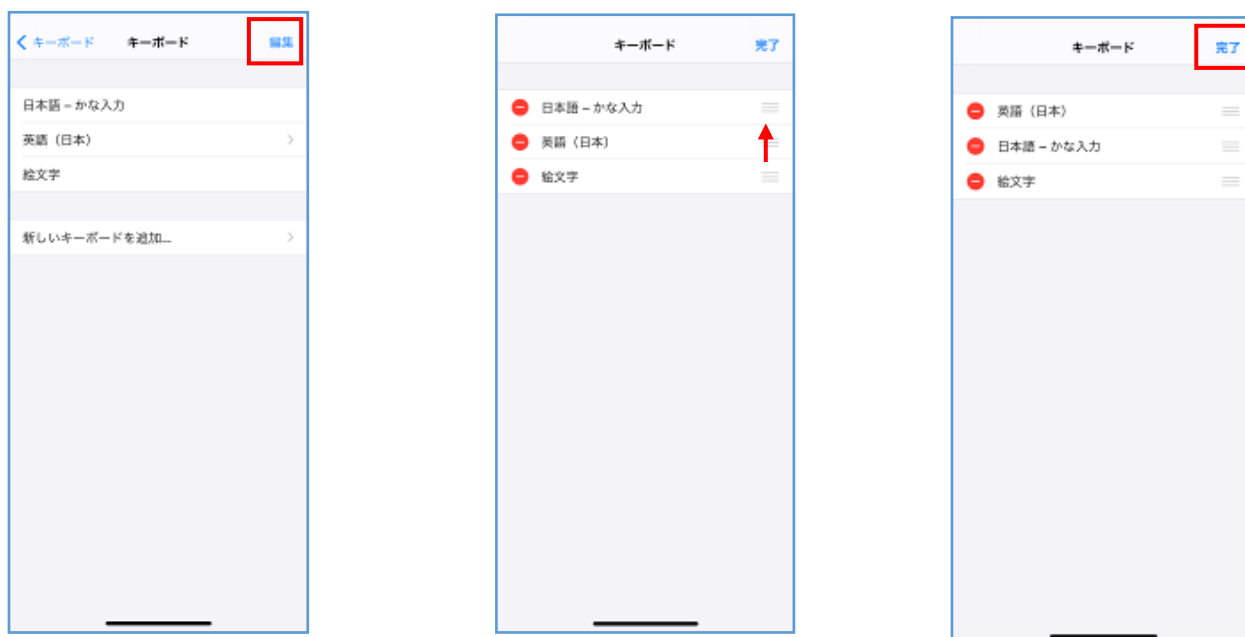 キーボード キーボード 編集
日本語 – かな入力
英語（日本）
絵文字
新しいキーボードを追加...
キーボード 完了
日本語 – かな入力
英語（日本）
絵文字
キーボード 完了
英語（日本）
日本語 – かな入力
絵文字